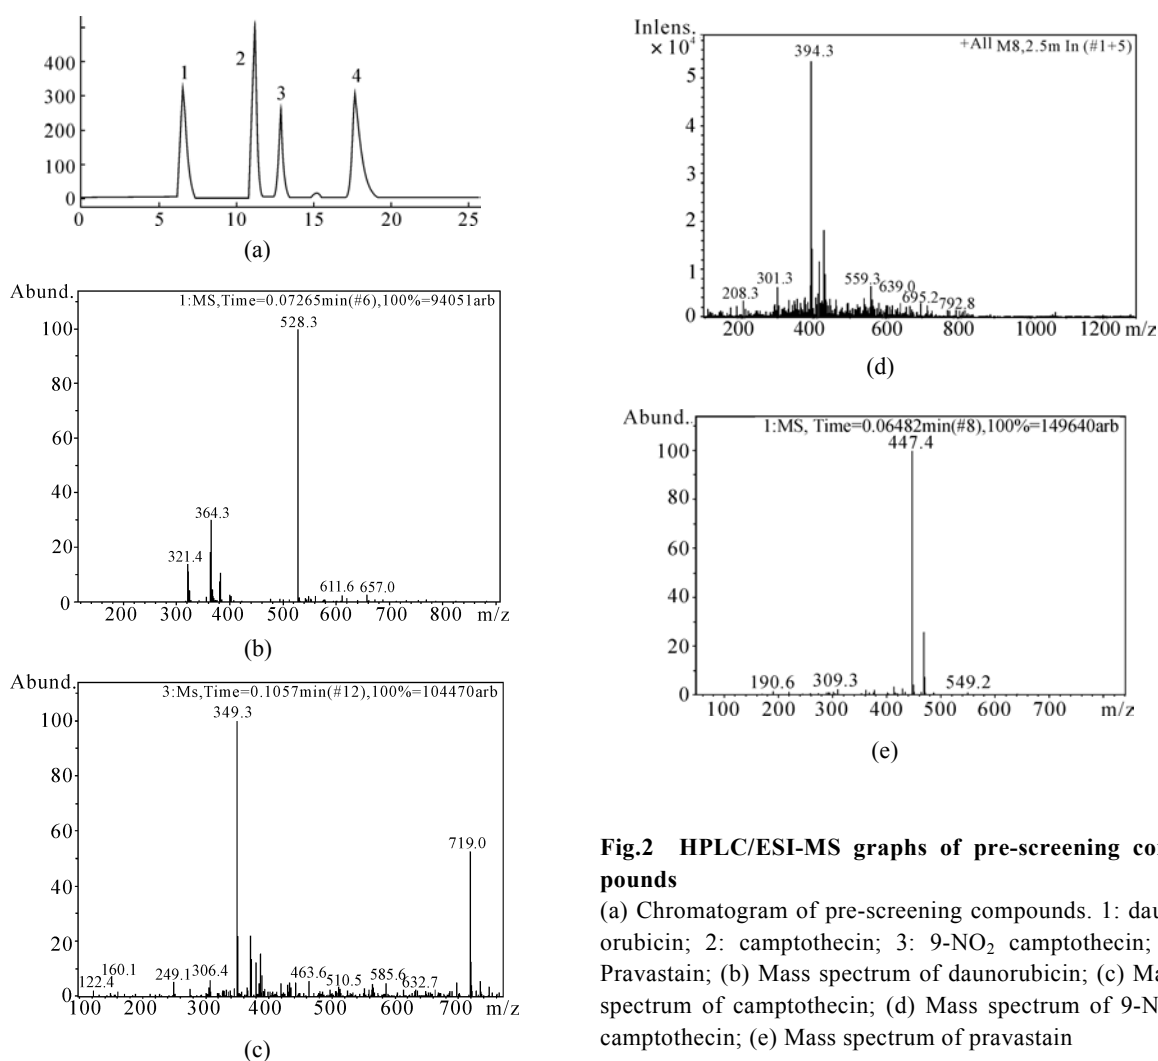 500
400
300
200
100
0
1
2
3
4
0 5 10 15 20 25
(a)
Abund.
1:MS,Time=0.07265min(#6),100%=94051arb
528.3
100
80
60
40
20
0
364.3
321.4
611.6
657.0
200 300 400 500 600 700 800 m/z
(b)
Abund.
3:Ms,Time=0.1057min(#12),100%=104470arb
349.3
100
80
60
40
20
0
719.0
160.1
122.4
249.1
306.4
463.6
510.5
585.6
632.7
100 200 300 400 500 600 700 m/z
(c)
Inlens.
× 10⁴
+All M8,2.5m In (#1+5)
394.3
5
4
3
2
1
0
208.3
301.3
559.3
639.0
695.2
792.8
200 400 600 800 1000 1200 m/z
(d)
Abund.
1:MS, Time=0.06482min(#8),100%=149640arb
447.4
100
80
60
40
20
0
190.6
309.3
549.2
100 200 300 400 500 600 700 m/z
(e)
Fig.2 HPLC/ESI-MS graphs of pre-screening com
pounds
(a) Chromatogram of pre-screening compounds. 1: dau
orubicin; 2: camptothecin; 3: 9-NO₂ camptothecin;
Pravastain; (b) Mass spectrum of daunorubicin; (c) Ma
spectrum of camptothecin; (d) Mass spectrum of 9-N
camptothecin; (e) Mass spectrum of pravastain